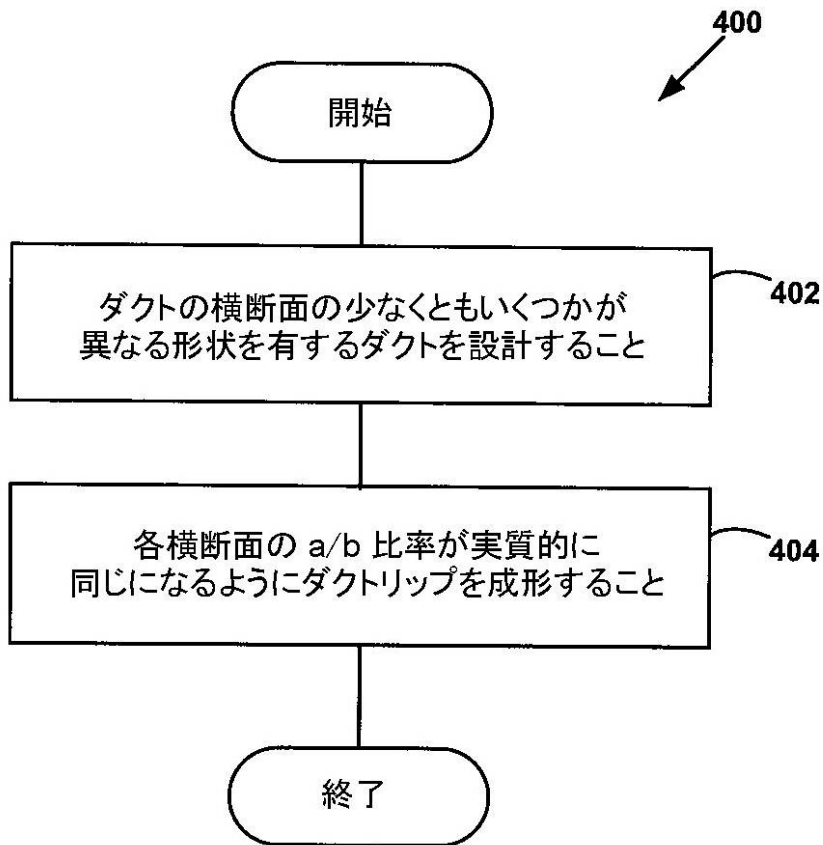 400
開始
ダクトの横断面の少なくともいくつかが
異なる形状を有するダクトを設計すること
402
各横断面の a/b 比率が実質的に
同じになるようにダクトリップを成形すること
404
終了